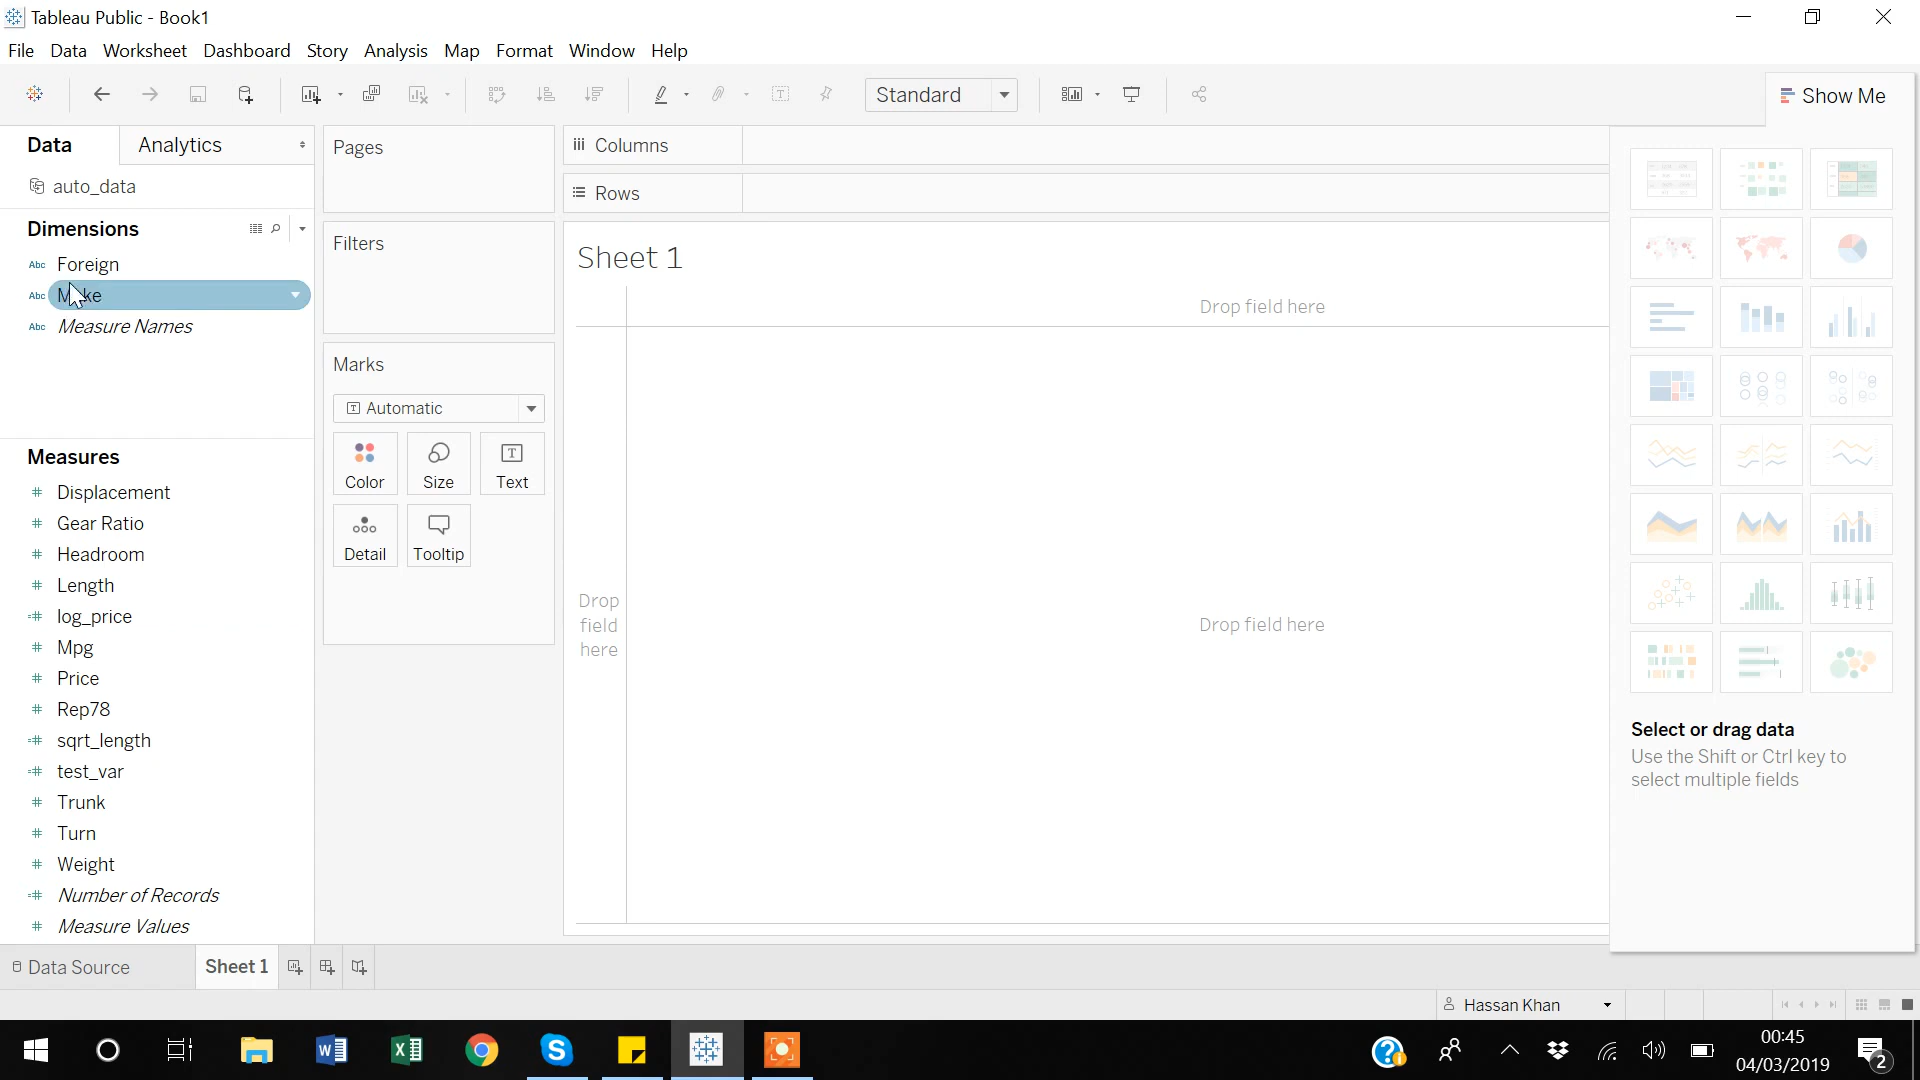 Tableau Public - Book1
File Data Worksheet Dashboard Story Analysis Map Format Window Help
Standard
Show Me
Data Analytics
auto_data
Dimensions
Abc Foreign
Abc Make
Abc Measure Names
Measures
# Displacement
# Gear Ratio
# Headroom
# Length
=# log_price
# Mpg
# Price
# Rep78
=# sqrt_length
=# test_var
# Trunk
# Turn
# Weight
=# Number of Records
# Measure Values
Pages
Filters
Marks
Automatic
Color Size Text
Detail Tooltip
Columns
Rows
Sheet 1
Drop field here
Drop
field
here
Drop field here
Select or drag data
Use the Shift or Ctrl key to
select multiple fields
Data Source Sheet 1
Hassan Khan
00:45
04/03/2019
2